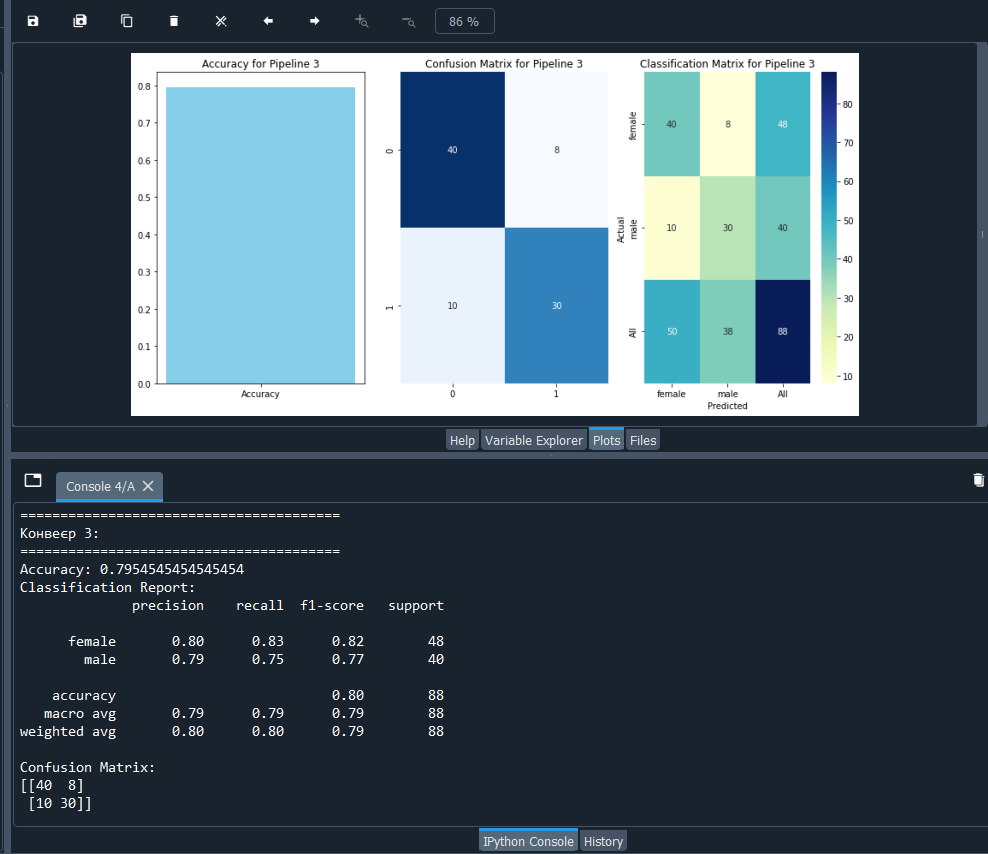 86 %
Accuracy for Pipeline 3
0.8
0.7
0.6
0.5
0.4
0.3
0.2
0.1
0.0
Accuracy
Confusion Matrix for Pipeline 3
0
1
40 8
10 30
0 1
Classification Matrix for Pipeline 3
Actual
female
male
All
40 8 48
10 30 40
50 38 88
female male All
Predicted
80
70
60
50
40
30
20
10
Help Variable Explorer Plots Files
Console 4/A
========================================
Конвеєр 3:
========================================
Accuracy: 0.7954545454545454
Classification Report:
precision recall f1-score support
female 0.80 0.83 0.82 48
male 0.79 0.75 0.77 40
accuracy 0.80 88
macro avg 0.79 0.79 0.79 88
weighted avg 0.80 0.80 0.79 88
Confusion Matrix:
[[40 8]
[10 30]]
IPython Console History